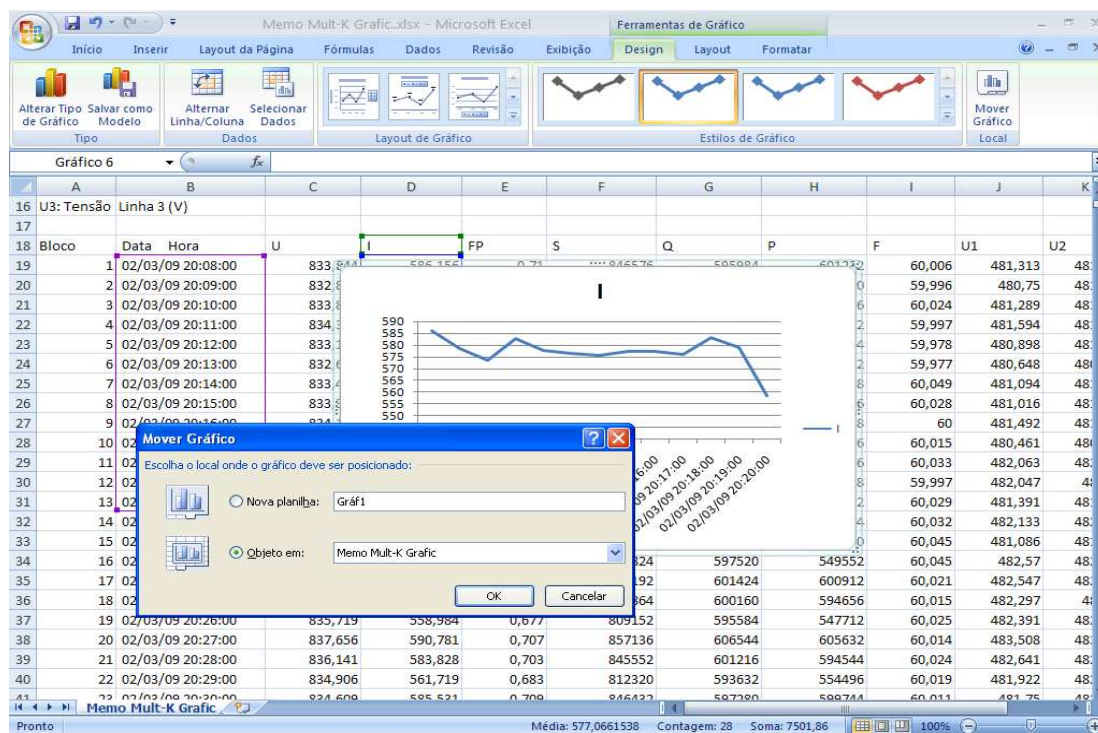 Memo Mult-K Grafic..xlsx - Microsoft Excel
Ferramentas de Gráfico
Início Inserir Layout da Página Fórmulas Dados Revisão Exibição Design Layout Formatar
Alterar Tipo de Gráfico
Salvar como Modelo
Alternar Linha/Coluna
Selecionar Dados
Mover Gráfico
Tipo Dados Layout de Gráfico Estilos de Gráfico Local
Gráfico 6 fx
A B C D E F G H I J K
16 U3: Tensão Linha 3 (V)
17
18 Bloco Data Hora U I FP S Q P F U1 U2
19 1 02/03/09 20:08:00 60,006 481,313
20 2 02/03/09 20:09:00 59,996 480,75
21 3 02/03/09 20:10:00 60,024 481,289
22 4 02/03/09 20:11:00 59,997 481,594
23 5 02/03/09 20:12:00 59,978 480,898
24 6 02/03/09 20:13:00 59,977 480,648
25 7 02/03/09 20:14:00 60,049 481,094
26 8 02/03/09 20:15:00 60,028 481,016
27 9 60 481,492
28 10 60,015 480,461
29 11 60,033 482,063
30 12 59,997 482,047
31 13 60,029 481,391
32 14 60,032 482,133
33 15 60,045 481,086
34 16 597520 549552 60,045 482,57
35 17 601424 600912 60,021 482,547
36 18 600160 594656 60,015 482,297
37 19 02/03/09 20:26:00 835,719 558,984 0,677 809152 595584 547712 60,025 482,391
38 20 02/03/09 20:27:00 837,656 590,781 0,707 857136 606544 605632 60,014 483,508
39 21 02/03/09 20:28:00 836,141 583,828 0,703 845552 601216 594544 60,024 482,641
40 22 02/03/09 20:29:00 834,906 561,719 0,683 812320 593632 554496 60,019 481,922
I
590
585
580
575
570
565
560
555
550
I
02/03/09 20:18:00
02/03/09 20:19:00
02/03/09 20:20:00
Mover Gráfico
Escolha o local onde o gráfico deve ser posicionado:
Nova planilha: Gráf1
Objeto em: Memo Mult-K Grafic
OK Cancelar
Memo Mult-K Grafic
Pronto Média: 577,0661538 Contagem: 28 Soma: 7501,86 100%